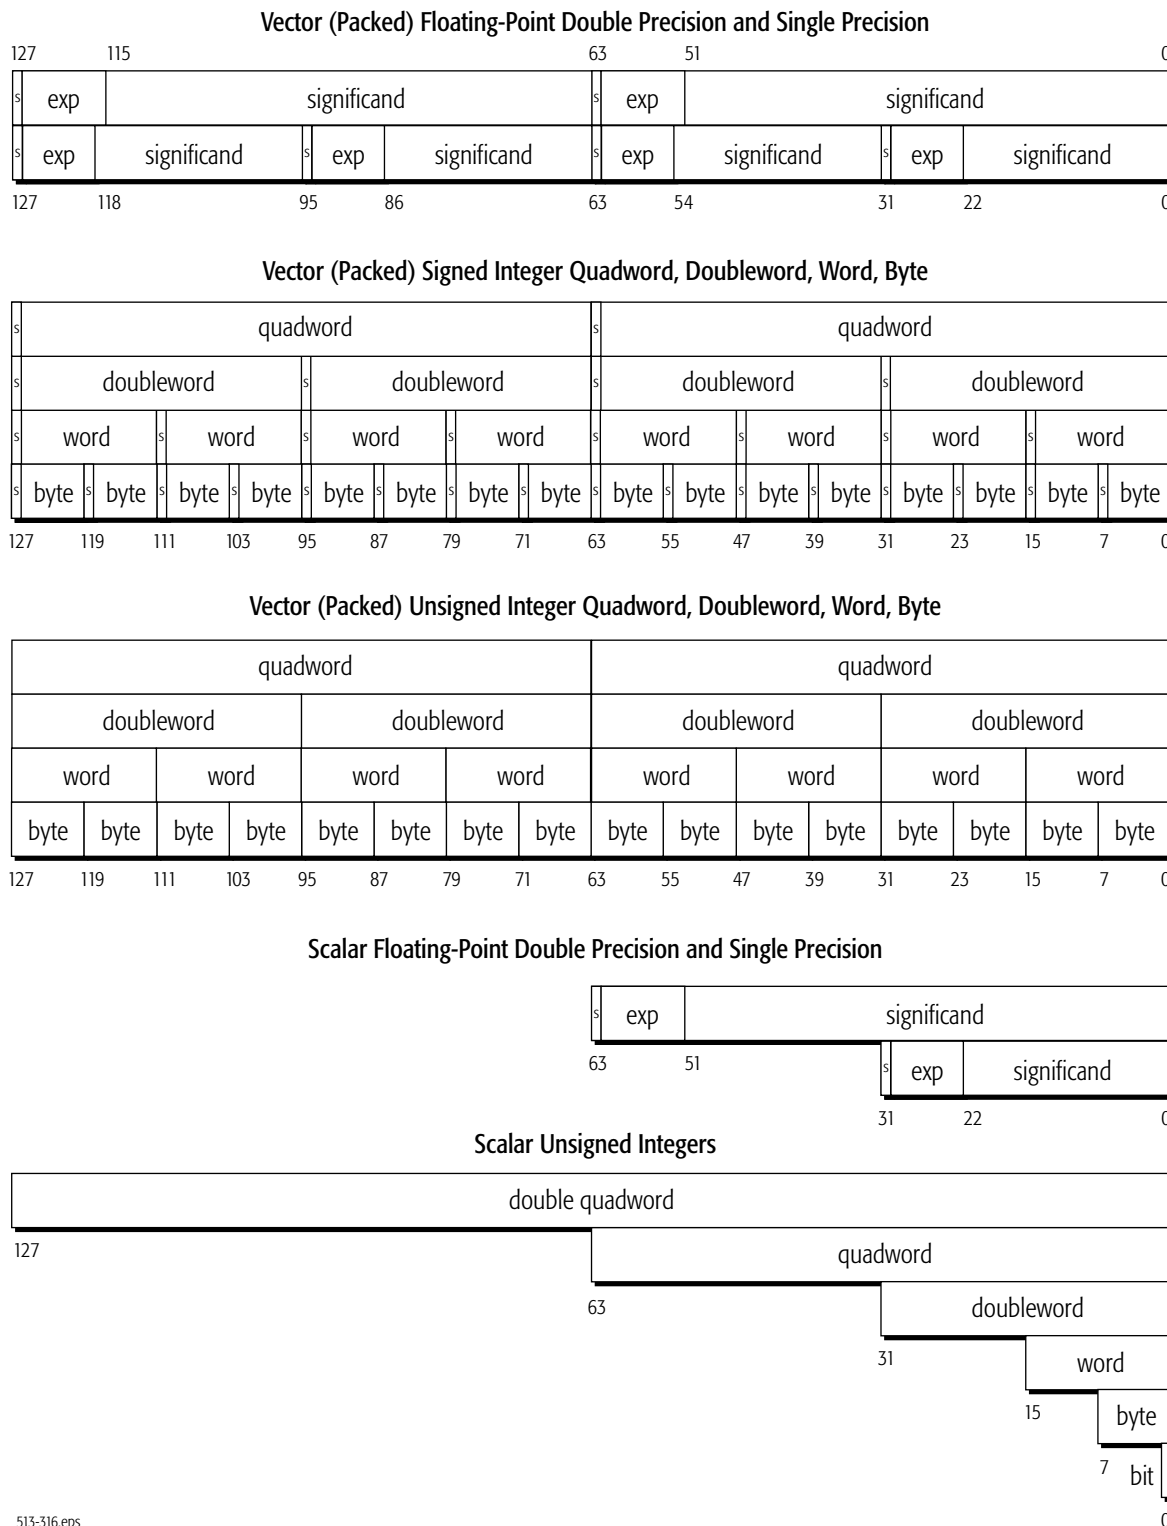 Vector (Packed) Floating-Point Double Precision and Single Precision
127 115 63 51 0
s exp significand s exp significand
s exp significand s exp significand s exp significand s exp significand
127 118 95 86 63 54 31 22 0
Vector (Packed) Signed Integer Quadword, Doubleword, Word, Byte
s quadword s quadword
s doubleword s doubleword s doubleword s doubleword
s word s word s word s word s word s word s word s word
s byte s byte s byte s byte s byte s byte s byte s byte s byte s byte s byte s byte s byte s byte s byte s byte
127 119 111 103 95 87 79 71 63 55 47 39 31 23 15 7 0
Vector (Packed) Unsigned Integer Quadword, Doubleword, Word, Byte
quadword quadword
doubleword doubleword doubleword doubleword
word word word word word word word word
byte byte byte byte byte byte byte byte byte byte byte byte byte byte byte byte
127 119 111 103 95 87 79 71 63 55 47 39 31 23 15 7 0
Scalar Floating-Point Double Precision and Single Precision
s exp significand
63 51
s exp significand
31 22 0
Scalar Unsigned Integers
double quadword
127
quadword
63
doubleword
31
word
15
byte
7
bit
513-316.eps
0